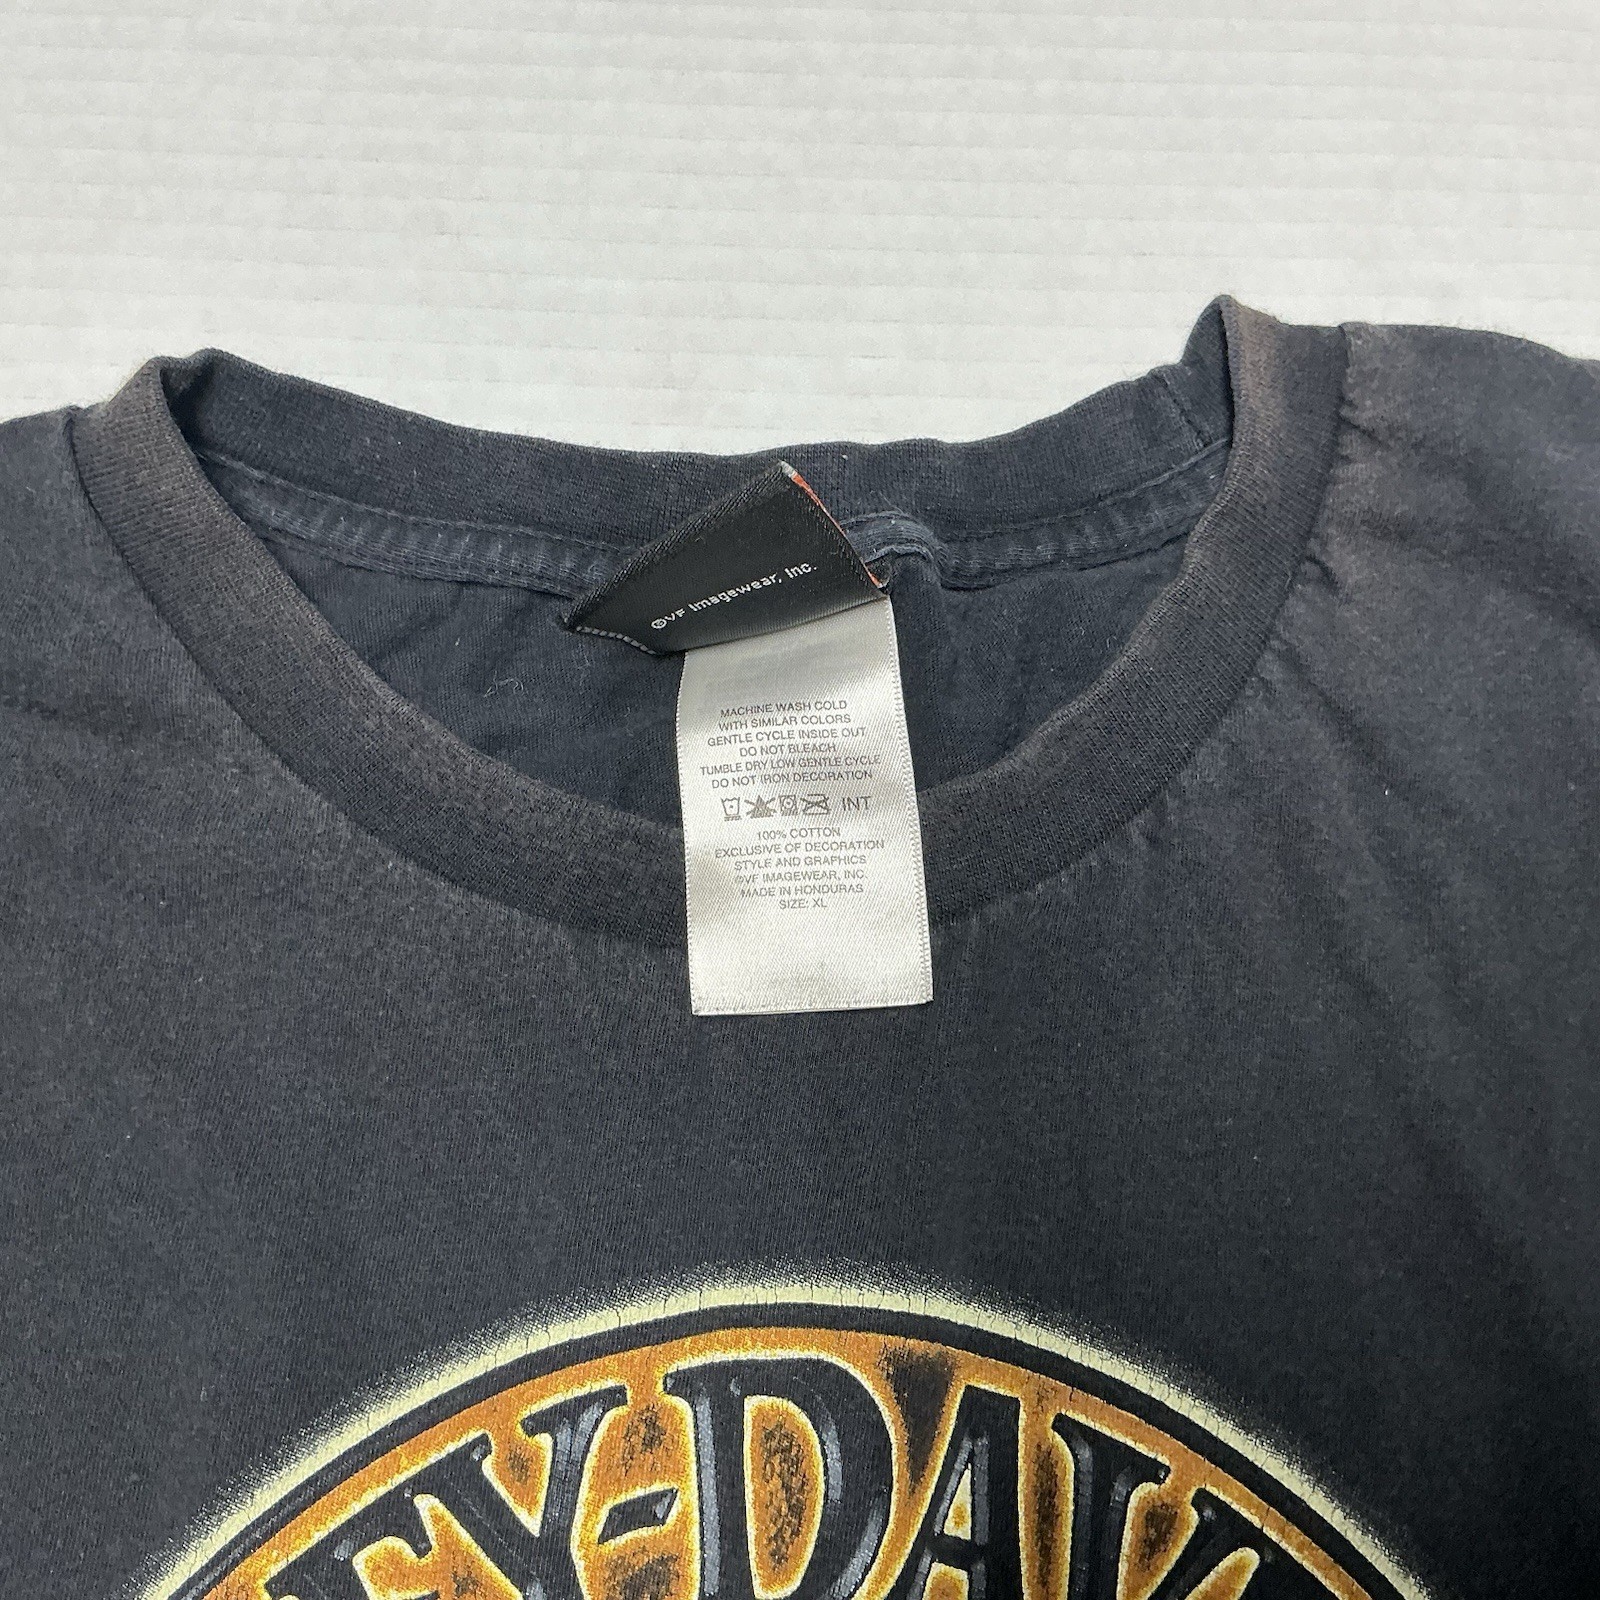 ©VF Imagewear, Inc.
MACHINE WASH COLD
WITH SIMILAR COLORS
GENTLE CYCLE INSIDE OUT
DO NOT BLEACH
TUMBLE DRY LOW GENTLE CYCLE
DO NOT IRON DECORATION
INT
100% COTTON
EXCLUSIVE OF DECORATION
STYLE AND GRAPHICS
©VF IMAGEWEAR, INC.
MADE IN HONDURAS
SIZE: XL
EY-DAV